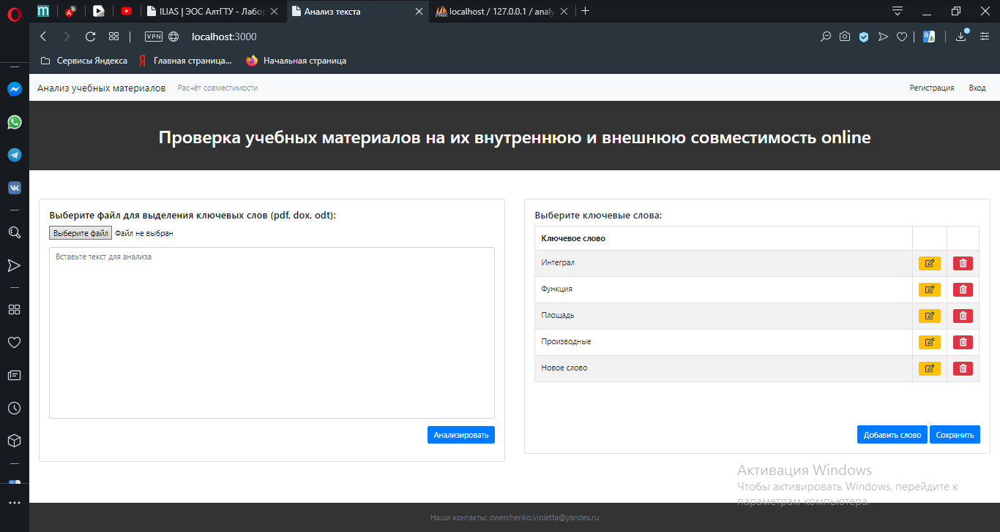 ILIAS | ЭОС АлтГТУ - Лабо
Анализ текста
localhost / 127.0.0.1 / analy
VPN
localhost:3000
Сервисы Яндекса
Главная страница...
Начальная страница
Анализ учебных материалов
Расчёт совместимости
Регистрация
Вход
Проверка учебных материалов на их внутреннюю и внешнюю совместимость online
Выберите файл для выделения ключевых слов (pdf, dox, odt):
Выберите файл Файл не выбран
Вставьте текст для анализа
Анализировать
Выберите ключевые слова:
Ключевое слово
Интеграл
Функция
Площадь
Производные
Новое слово
Добавить слово
Сохранить
Активация Windows
Чтобы активировать Windows, перейдите к
параметрам компьютера.
Наши контакты: owerchenko.violetta@yandex.ru